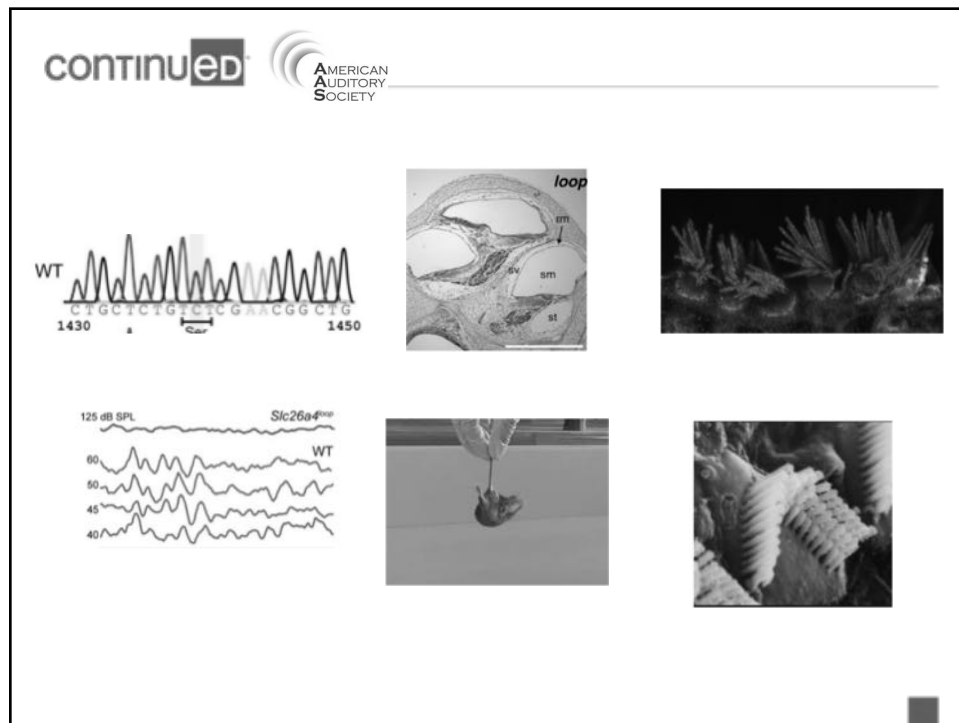 continued
AMERICAN
AUDITORY
SOCIETY
WT
CTGCTCTGTCTCGAACGGCTG
1430
Ser
1450
loop
rm
sv
sm
st
125 dB SPL
Slc26a4loop
WT
60
50
45
40